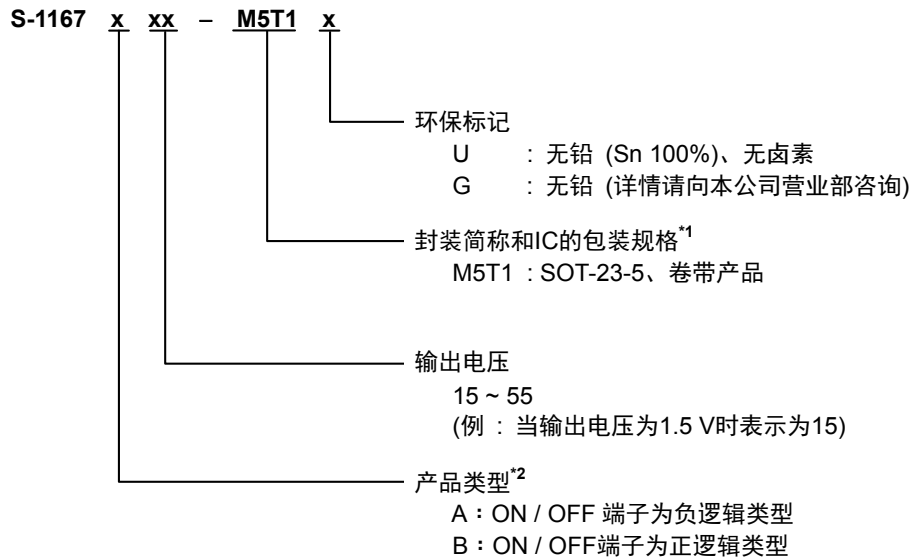 S-1167 x xx – M5T1 x
环保标记
U : 无铅 (Sn 100%)、无卤素
G : 无铅 (详情请向本公司营业部咨询)
封装简称和IC的包装规格*1
M5T1 : SOT-23-5、卷带产品
输出电压
15 ~ 55
(例 : 当输出电压为1.5 V时表示为15)
产品类型*2
A：ON / OFF 端子为负逻辑类型
B：ON / OFF端子为正逻辑类型